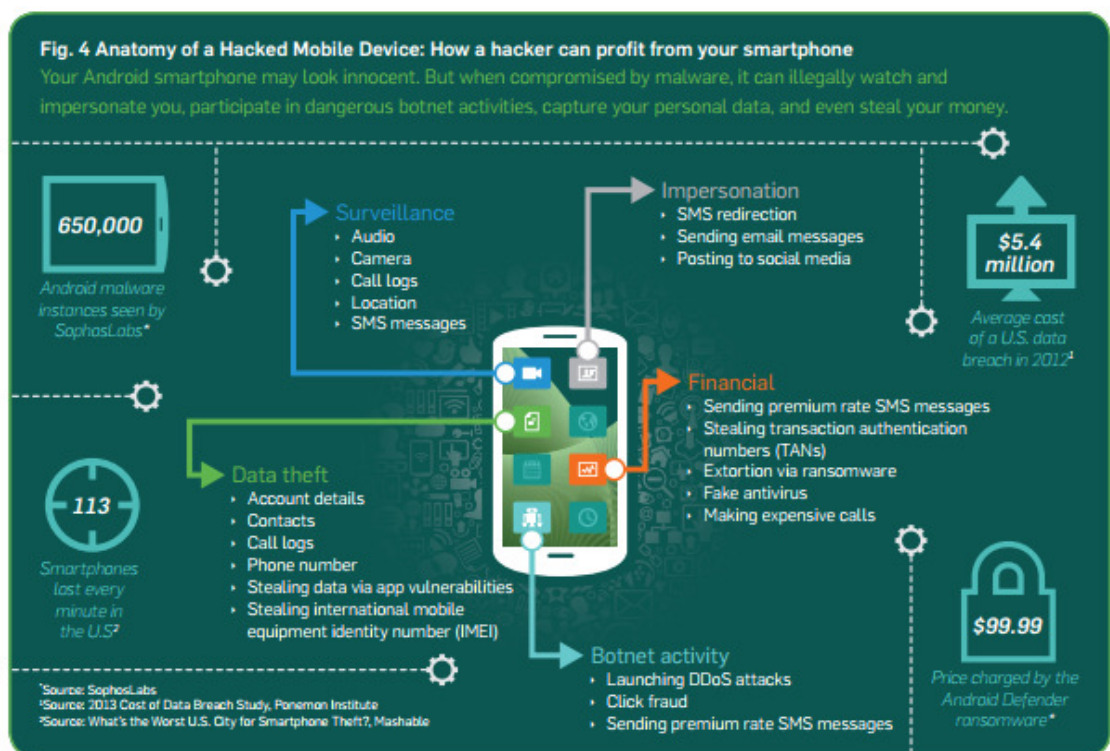 Fig. 4 Anatomy of a Hacked Mobile Device: How a hacker can profit from your smartphone
Your Android smartphone may look innocent. But when compromised by malware, it can illegally watch and
impersonate you, participate in dangerous botnet activities, capture your personal data, and even steal your money.
650,000
Android malware
instances seen by
SophosLabs*
Surveillance
› Audio
› Camera
› Call logs
› Location
› SMS messages
Impersonation
› SMS redirection
› Sending email messages
› Posting to social media
$5.4
million
Average cost
of a U.S. data
breach in 2012¹
Financial
› Sending premium rate SMS messages
› Stealing transaction authentication
numbers (TANs)
› Extortion via ransomware
› Fake antivirus
› Making expensive calls
113
Smartphones
lost every
minute in
the U.S²
Data theft
› Account details
› Contacts
› Call logs
› Phone number
› Stealing data via app vulnerabilities
› Stealing international mobile
equipment identity number (IMEI)
Botnet activity
› Launching DDoS attacks
› Click fraud
› Sending premium rate SMS messages
$99.99
Price charged by the
Android Defender
ransomware*
*Source: SophosLabs
¹Source: 2013 Cost of Data Breach Study, Ponemon Institute
²Source: What's the Worst U.S. City for Smartphone Theft?, Mashable